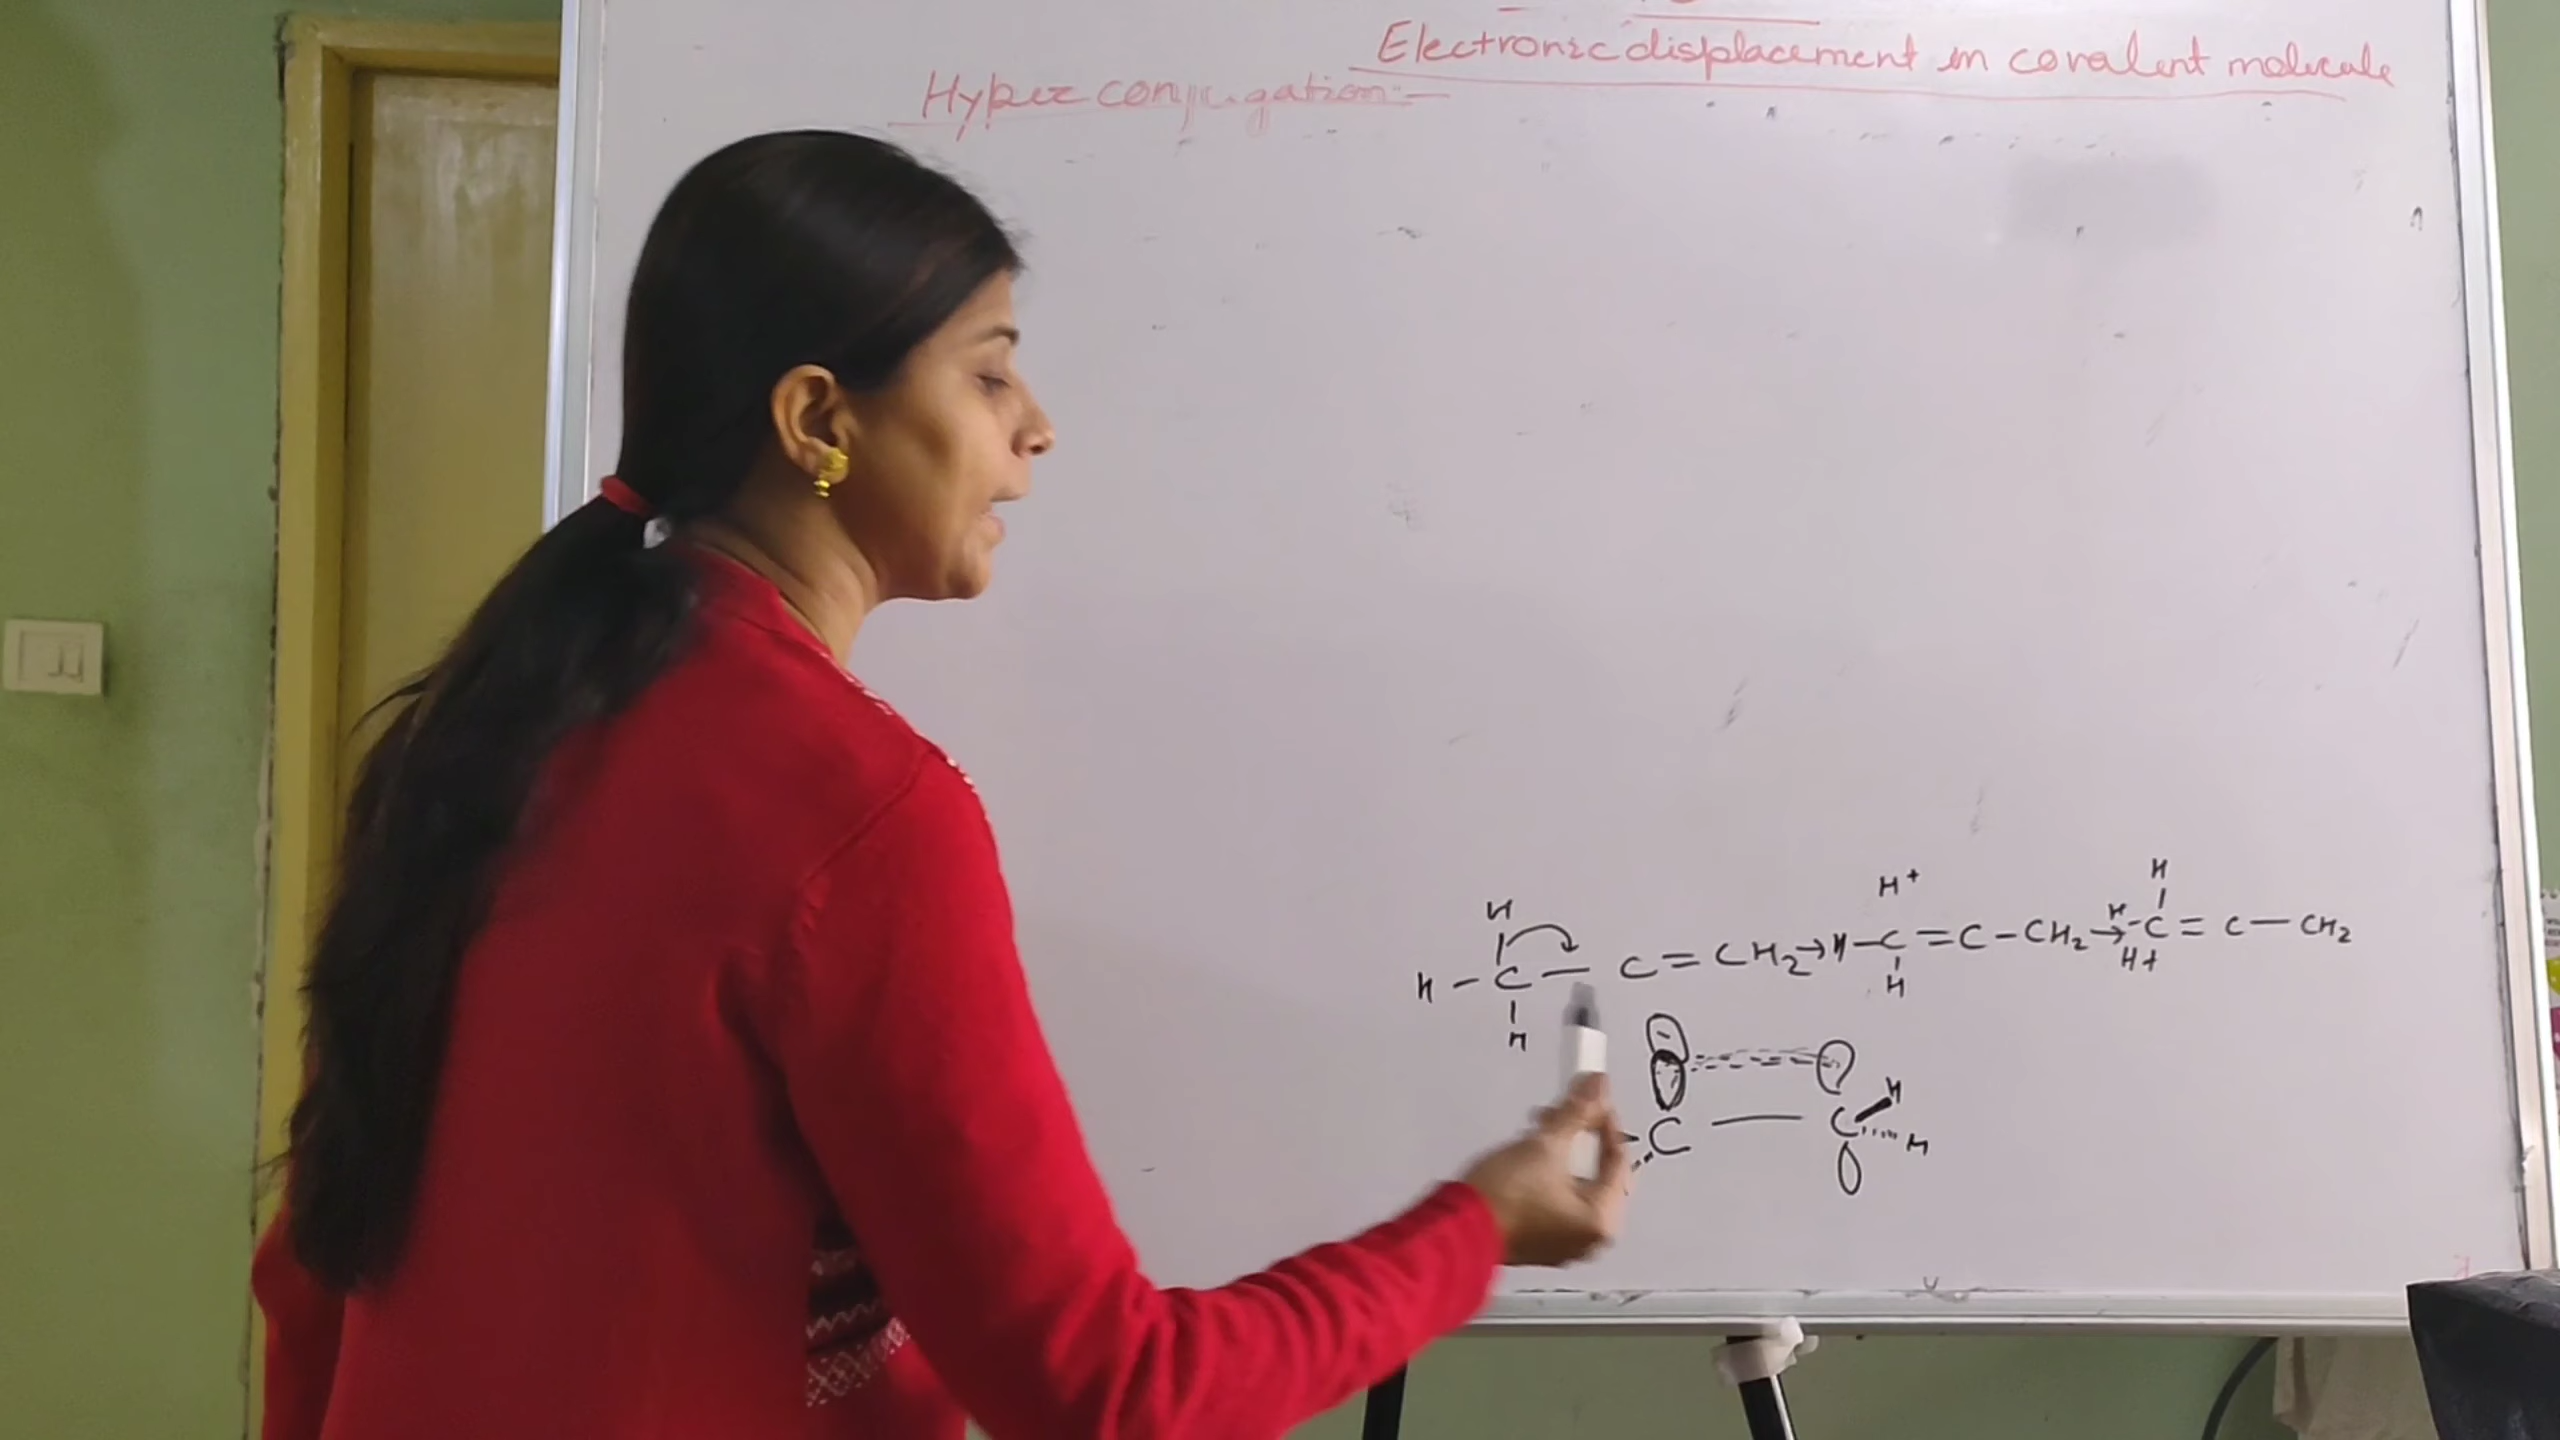 Electronic displacement in covalent molecule
Hyper conjugation:-
H H+ H
H - C - C = CH2 → H - C = C - CH2 → H - C = C - CH2
H H H+
-
C - C H
H